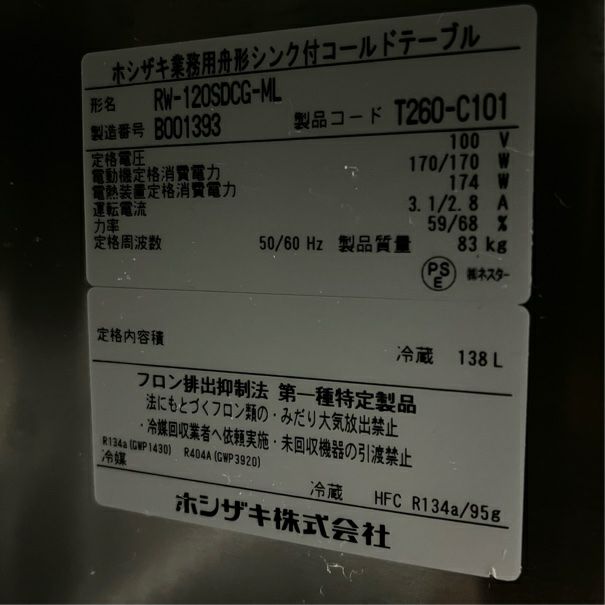 ホシザキ業務用舟形シンク付コールドテーブル
形名 RW-120SDCG-ML
製造番号 B001393 製品コード T260-C101
定格電圧 100 V
電動機定格消費電力 170/170 W
電熱装置定格消費電力 174 W
運転電流 3.1/2.8 A
力率 59/68 %
定格周波数 50/60 Hz 製品質量 83 kg
PS
E ㈱ネスター
定格内容積
冷蔵 138 L
フロン排出抑制法 第一種特定製品
法にもとづくフロン類の・みだり大気放出禁止
・冷媒回収業者へ依頼実施・未回収機器の引渡禁止
R134a(GWP1430) R404A(GWP3920)
冷媒
冷蔵 HFC R134a/95g
ホシザキ株式会社